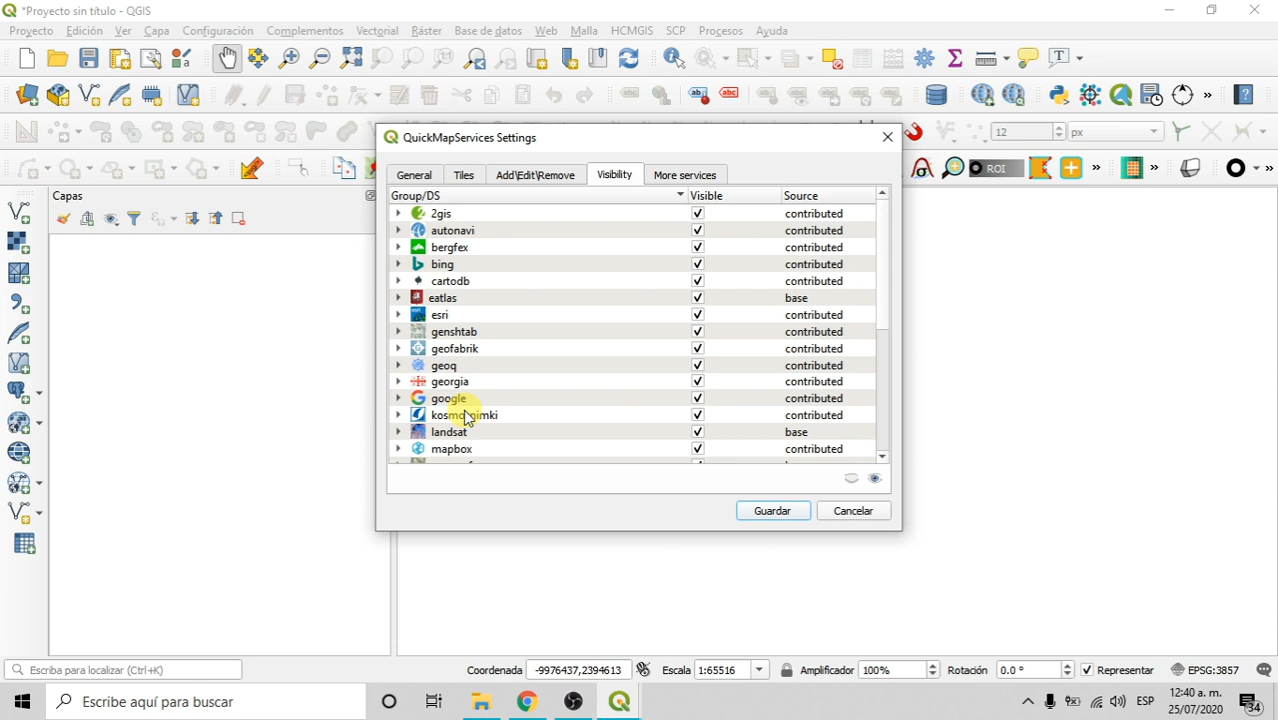 *Proyecto sin título - QGIS
Proyecto Edición Ver Capa Configuración Complementos Vectorial Ráster Base de datos Web Malla HCMGIS SCP Procesos Ayuda
12 px
ROI
Capas
QuickMapServices Settings
General Tiles Add\Edit\Remove Visibility More services
Group/DS Visible Source
2gis contributed
autonavi contributed
bergfex contributed
bing contributed
cartodb contributed
eatlas base
esri contributed
genshtab contributed
geofabrik contributed
geoq contributed
georgia contributed
google contributed
kosmosnimki contributed
landsat base
mapbox contributed
Guardar Cancelar
Escriba para localizar (Ctrl+K)
Coordenada -9976437,2394613 Escala 1:65516 Amplificador 100% Rotación 0.0 ° Representar EPSG:3857
Escribe aquí para buscar
ESP
12:40 a. m.
25/07/2020
34